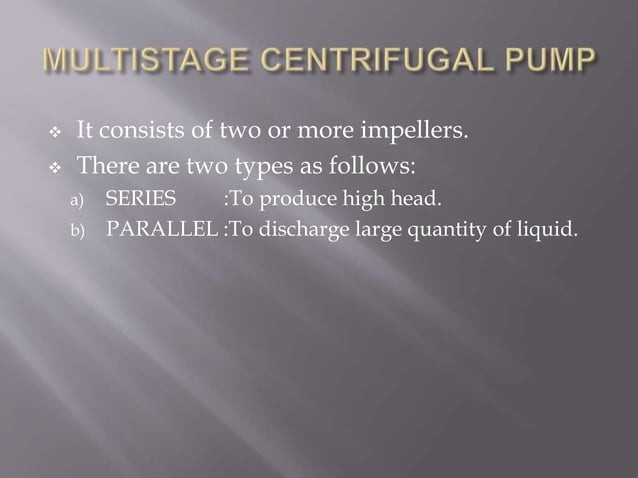 MULTISTAGE CENTRIFUGAL PUMP
❖ It consists of two or more impellers.
❖ There are two types as follows:
a) SERIES :To produce high head.
b) PARALLEL :To discharge large quantity of liquid.